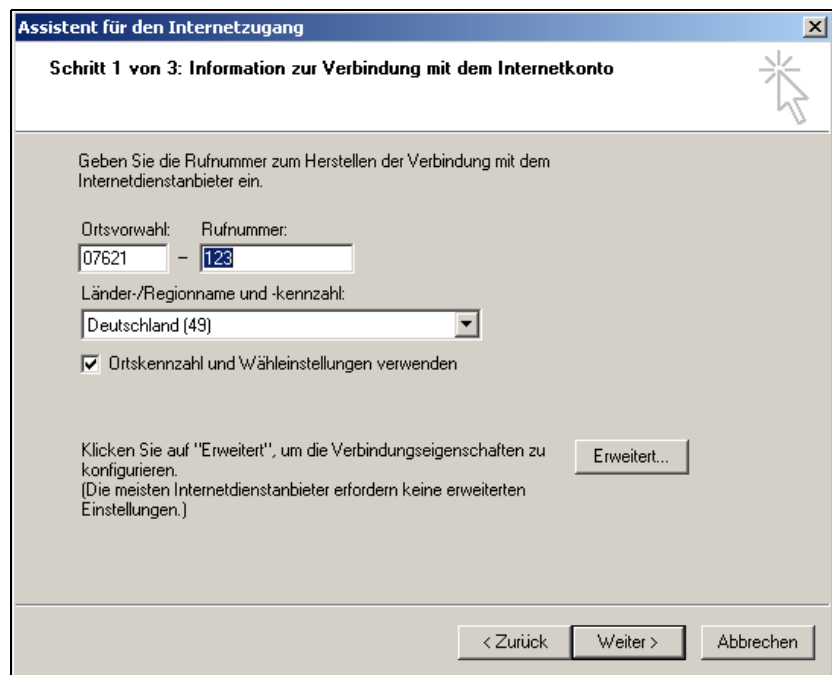 Assistent für den Internetzugang
Schritt 1 von 3: Information zur Verbindung mit dem Internetkonto
Geben Sie die Rufnummer zum Herstellen der Verbindung mit dem
Internetdienstanbieter ein.
Ortsvorwahl: Rufnummer:
07621 – 123
Länder-/Regionname und -kennzahl:
Deutschland (49)
Ortskennzahl und Wähleinstellungen verwenden
Klicken Sie auf "Erweitert", um die Verbindungseigenschaften zu
konfigurieren.
(Die meisten Internetdienstanbieter erfordern keine erweiterten
Einstellungen.)
Erweitert...
< Zurück Weiter > Abbrechen